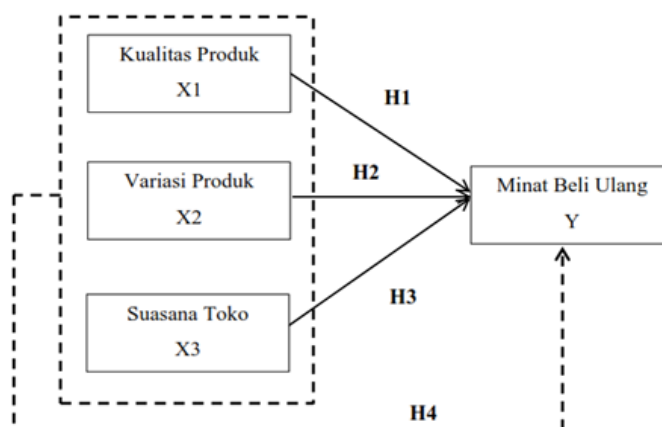 Kualitas Produk
X1
H1
Variasi Produk
X2
H2
Minat Beli Ulang
Y
Suasana Toko
X3
H3
H4